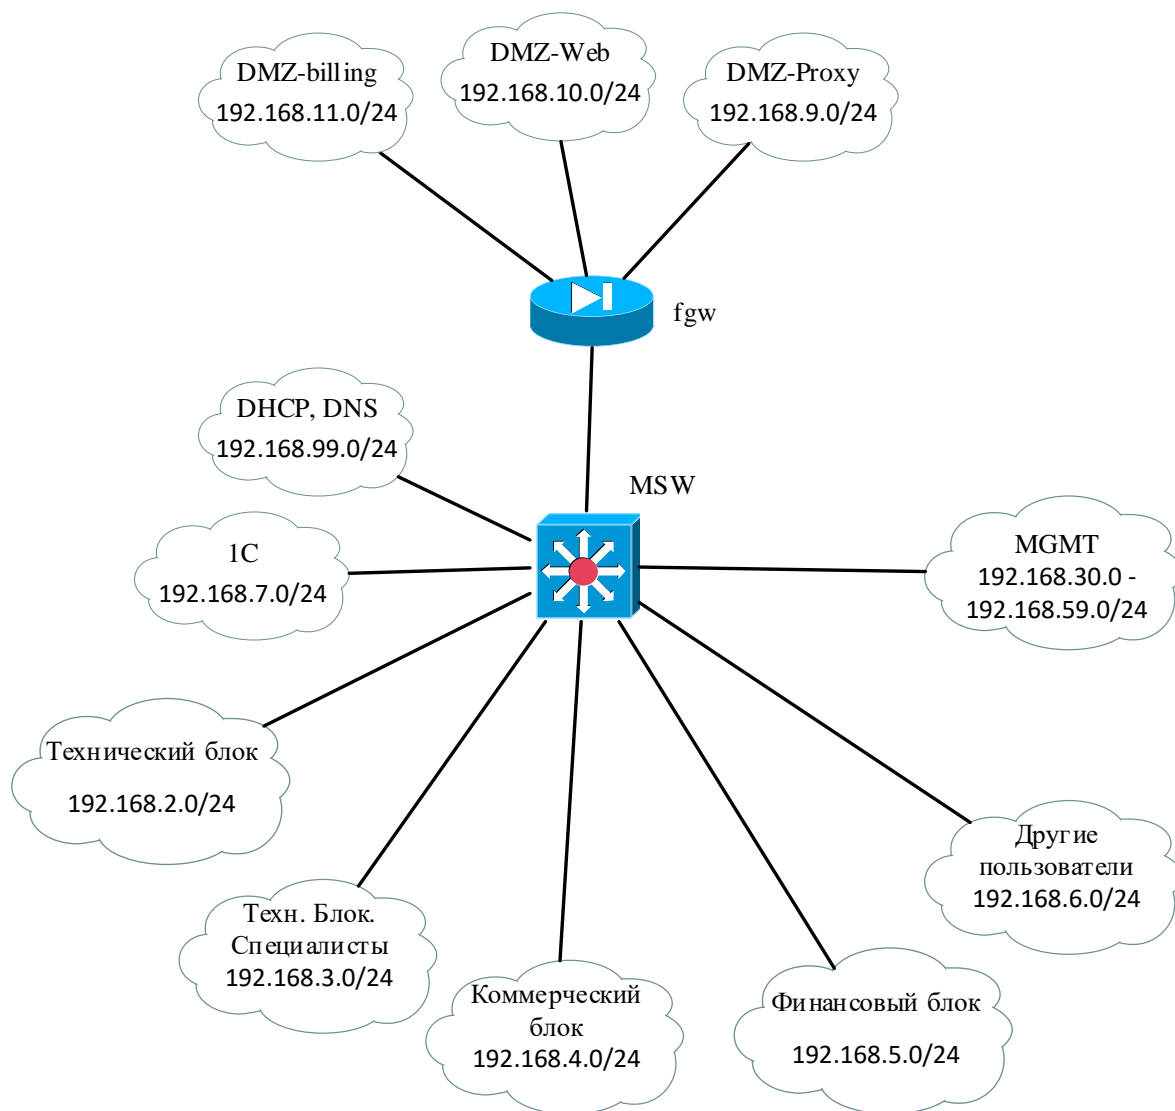 DMZ-billing
192.168.11.0/24
DMZ-Web
192.168.10.0/24
DMZ-Proxy
192.168.9.0/24
fgw
DHCP, DNS
192.168.99.0/24
MSW
1С
192.168.7.0/24
MGMT
192.168.30.0 -
192.168.59.0/24
Технический блок
192.168.2.0/24
Техн. Блок.
Специалисты
192.168.3.0/24
Коммерческий
блок
192.168.4.0/24
Финансовый блок
192.168.5.0/24
Другие
пользователи
192.168.6.0/24